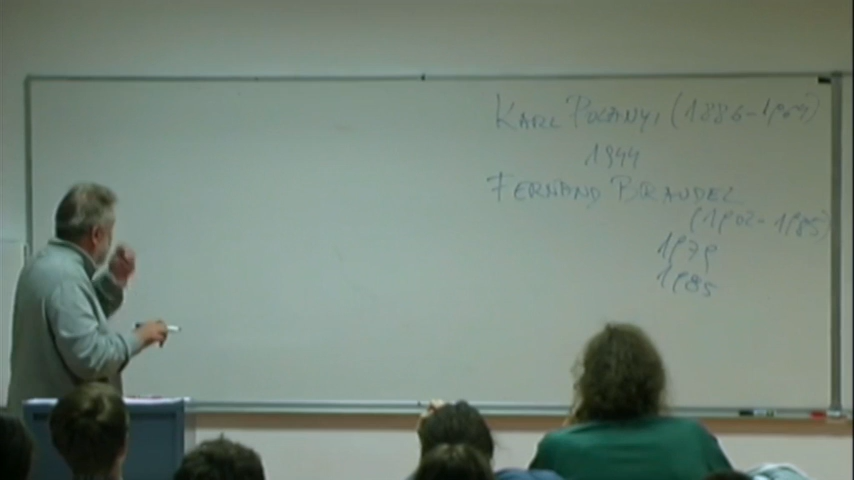 KARL POLANYI (1886-1964)
1944
FERNAND BRAUDEL
(1902-1985)
1979
1985